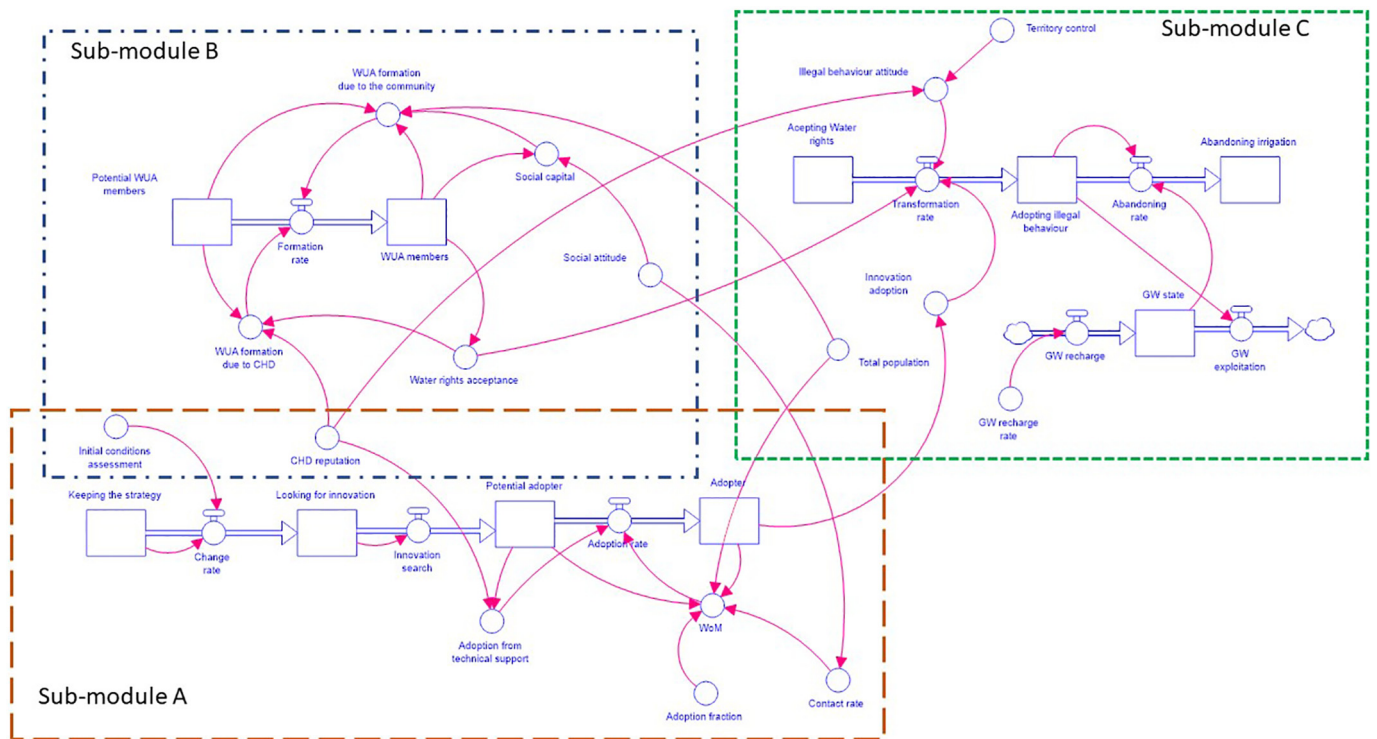 Sub-module B
WUA formation
due to the community
Potential WUA
members
Formation
rate
WUA members
Social capital
Social attitude
WUA formation
due to CHD
Water rights acceptance
Sub-module C
Territory control
Illegal behaviour attitude
Acepting Water
rights
Transformation
rate
Adopting illegal
behaviour
Abandoning
rate
Abandoning irrigation
Innovation
adoption
GW state
GW recharge
GW
exploitation
GW recharge
rate
Total population
Initial conditions
assessment
CHD reputation
Keeping the strategy
Looking for innovation
Potential adopter
Adopter
Change
rate
Innovation
search
Adoption rate
Adoption from
technical support
WoM
Adoption fraction
Contact rate
Sub-module A